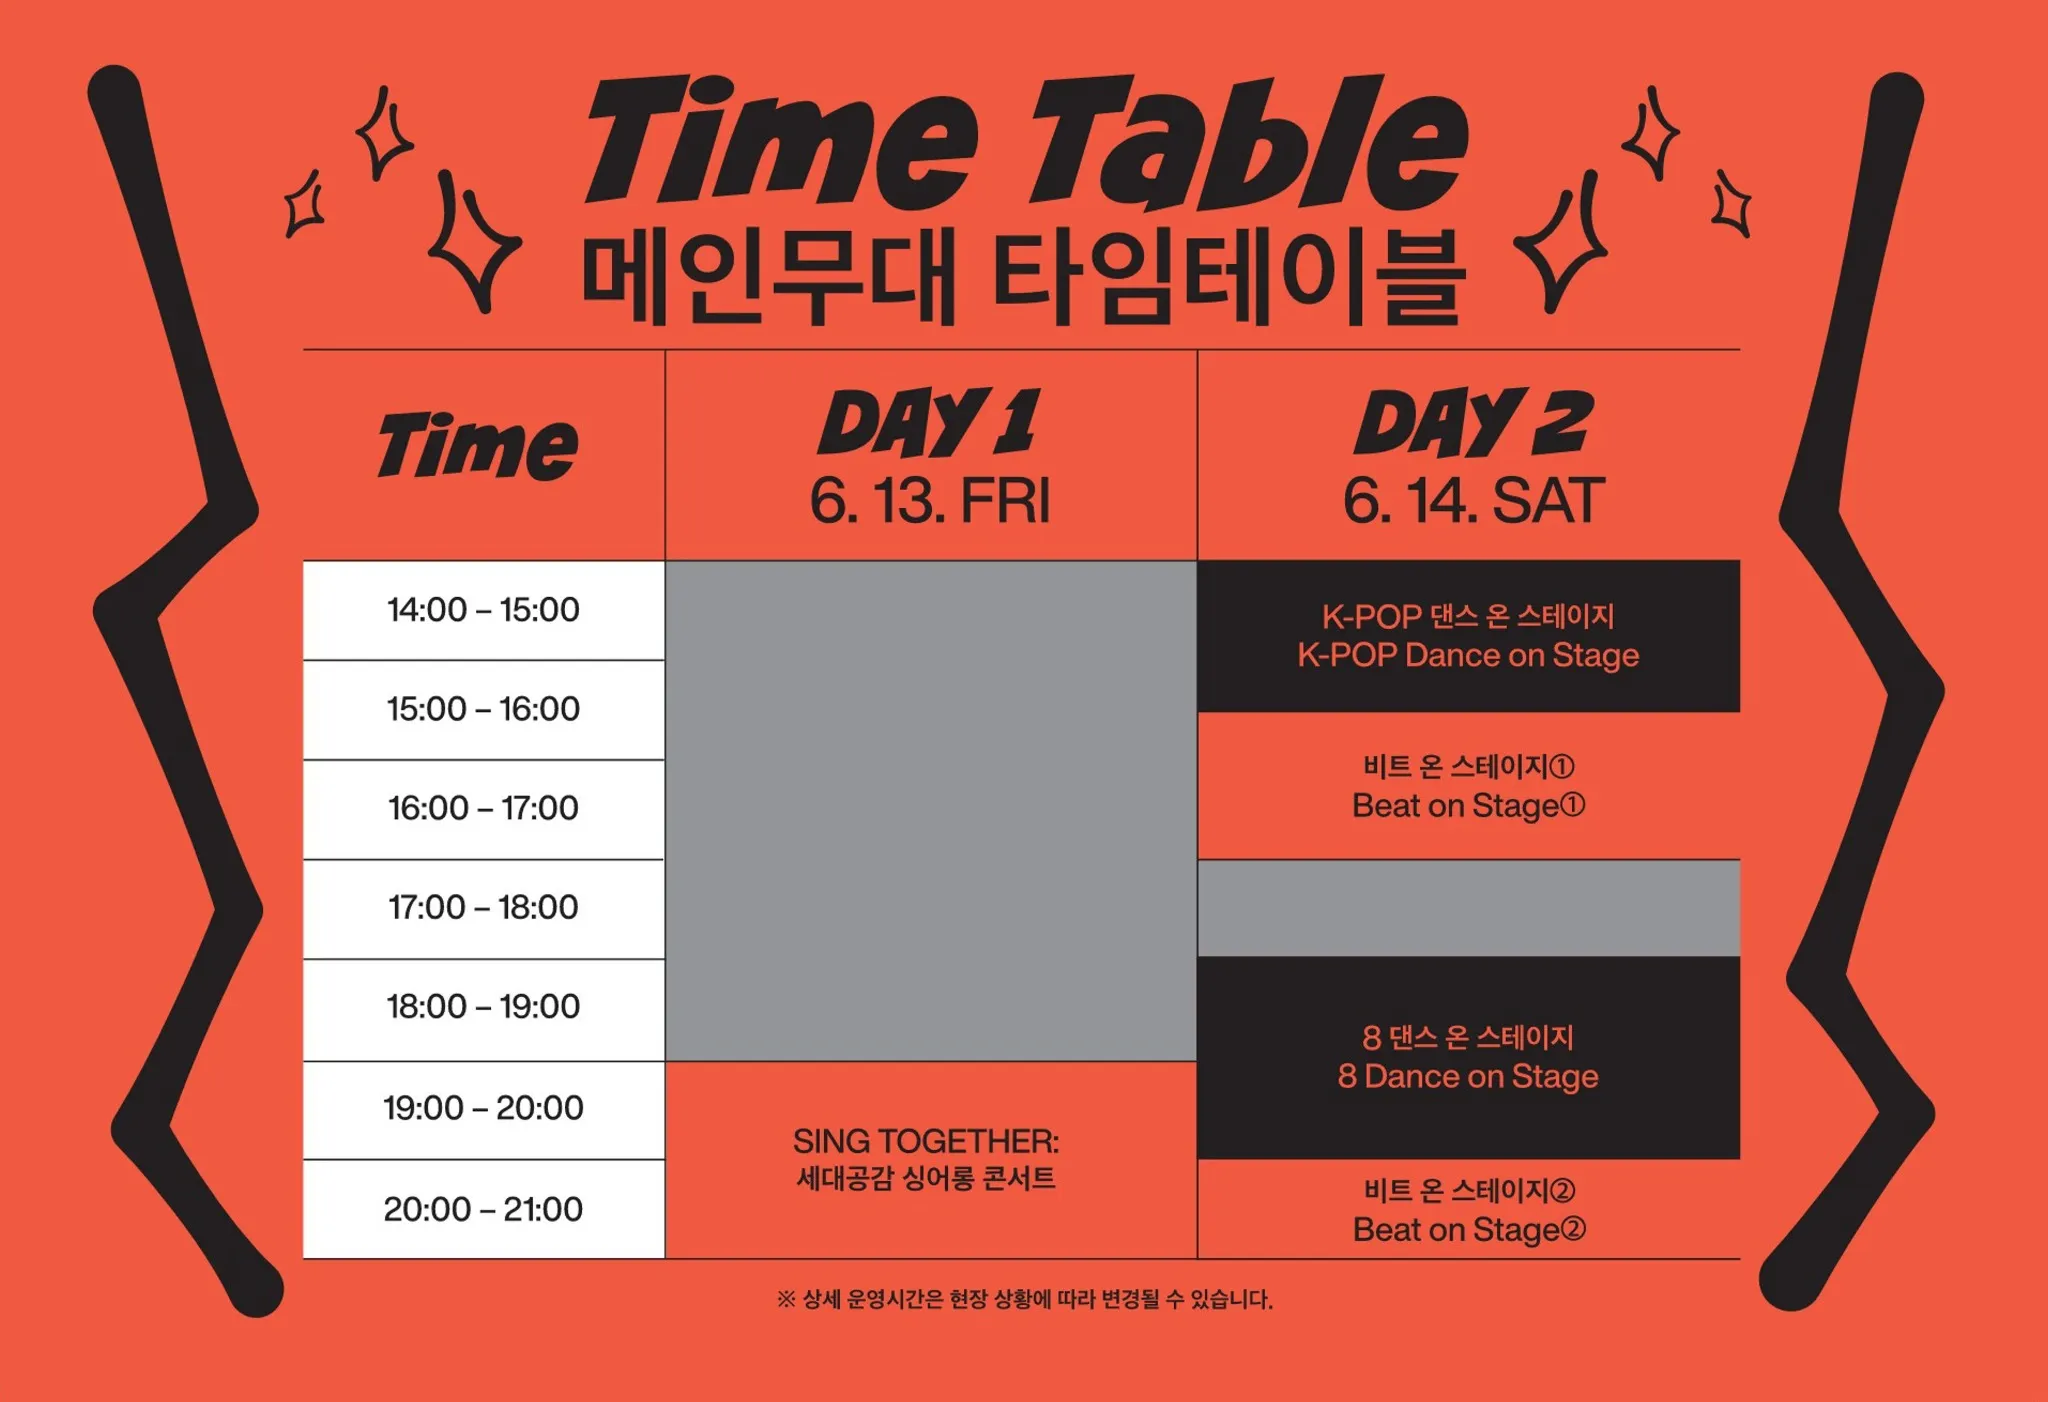 Time Table
메인무대 타임테이블
Time
DAY 1
6. 13. FRI
DAY 2
6. 14. SAT
14:00 – 15:00
15:00 – 16:00
16:00 – 17:00
17:00 – 18:00
18:00 – 19:00
19:00 – 20:00
20:00 – 21:00
SING TOGETHER:
세대공감 싱어롱 콘서트
K-POP 댄스 온 스테이지
K-POP Dance on Stage
비트 온 스테이지①
Beat on Stage①
8 댄스 온 스테이지
8 Dance on Stage
비트 온 스테이지②
Beat on Stage②
※ 상세 운영시간은 현장 상황에 따라 변경될 수 있습니다.